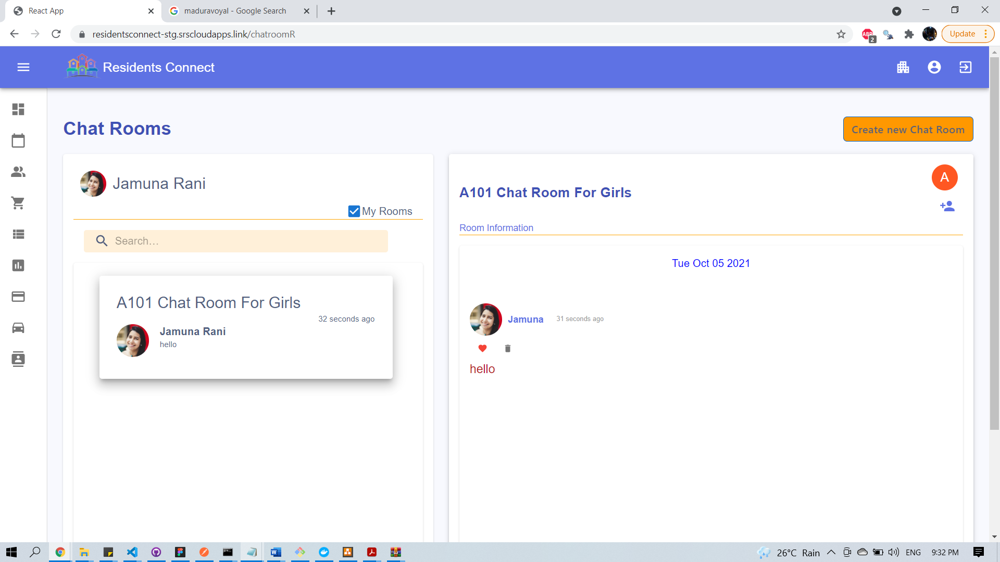 React App
maduravoyal - Google Search
residentsconnect-stg.srscloudapps.link/chatroomR
ABP
2
Update
Residents Connect
Chat Rooms
Create new Chat Room
Jamuna Rani
My Rooms
Search...
A101 Chat Room For Girls
32 seconds ago
Jamuna Rani
hello
A
A101 Chat Room For Girls
Room Information
Tue Oct 05 2021
Jamuna
31 seconds ago
hello
26°C Rain
ENG
9:32 PM